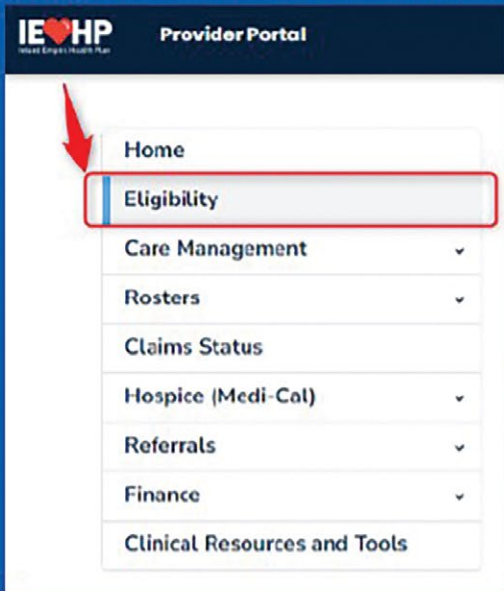 IEHP
Inland Empire Health Plan
Provider Portal
Home
Eligibility
Care Management
Rosters
Claims Status
Hospice (Medi-Cal)
Referrals
Finance
Clinical Resources and Tools